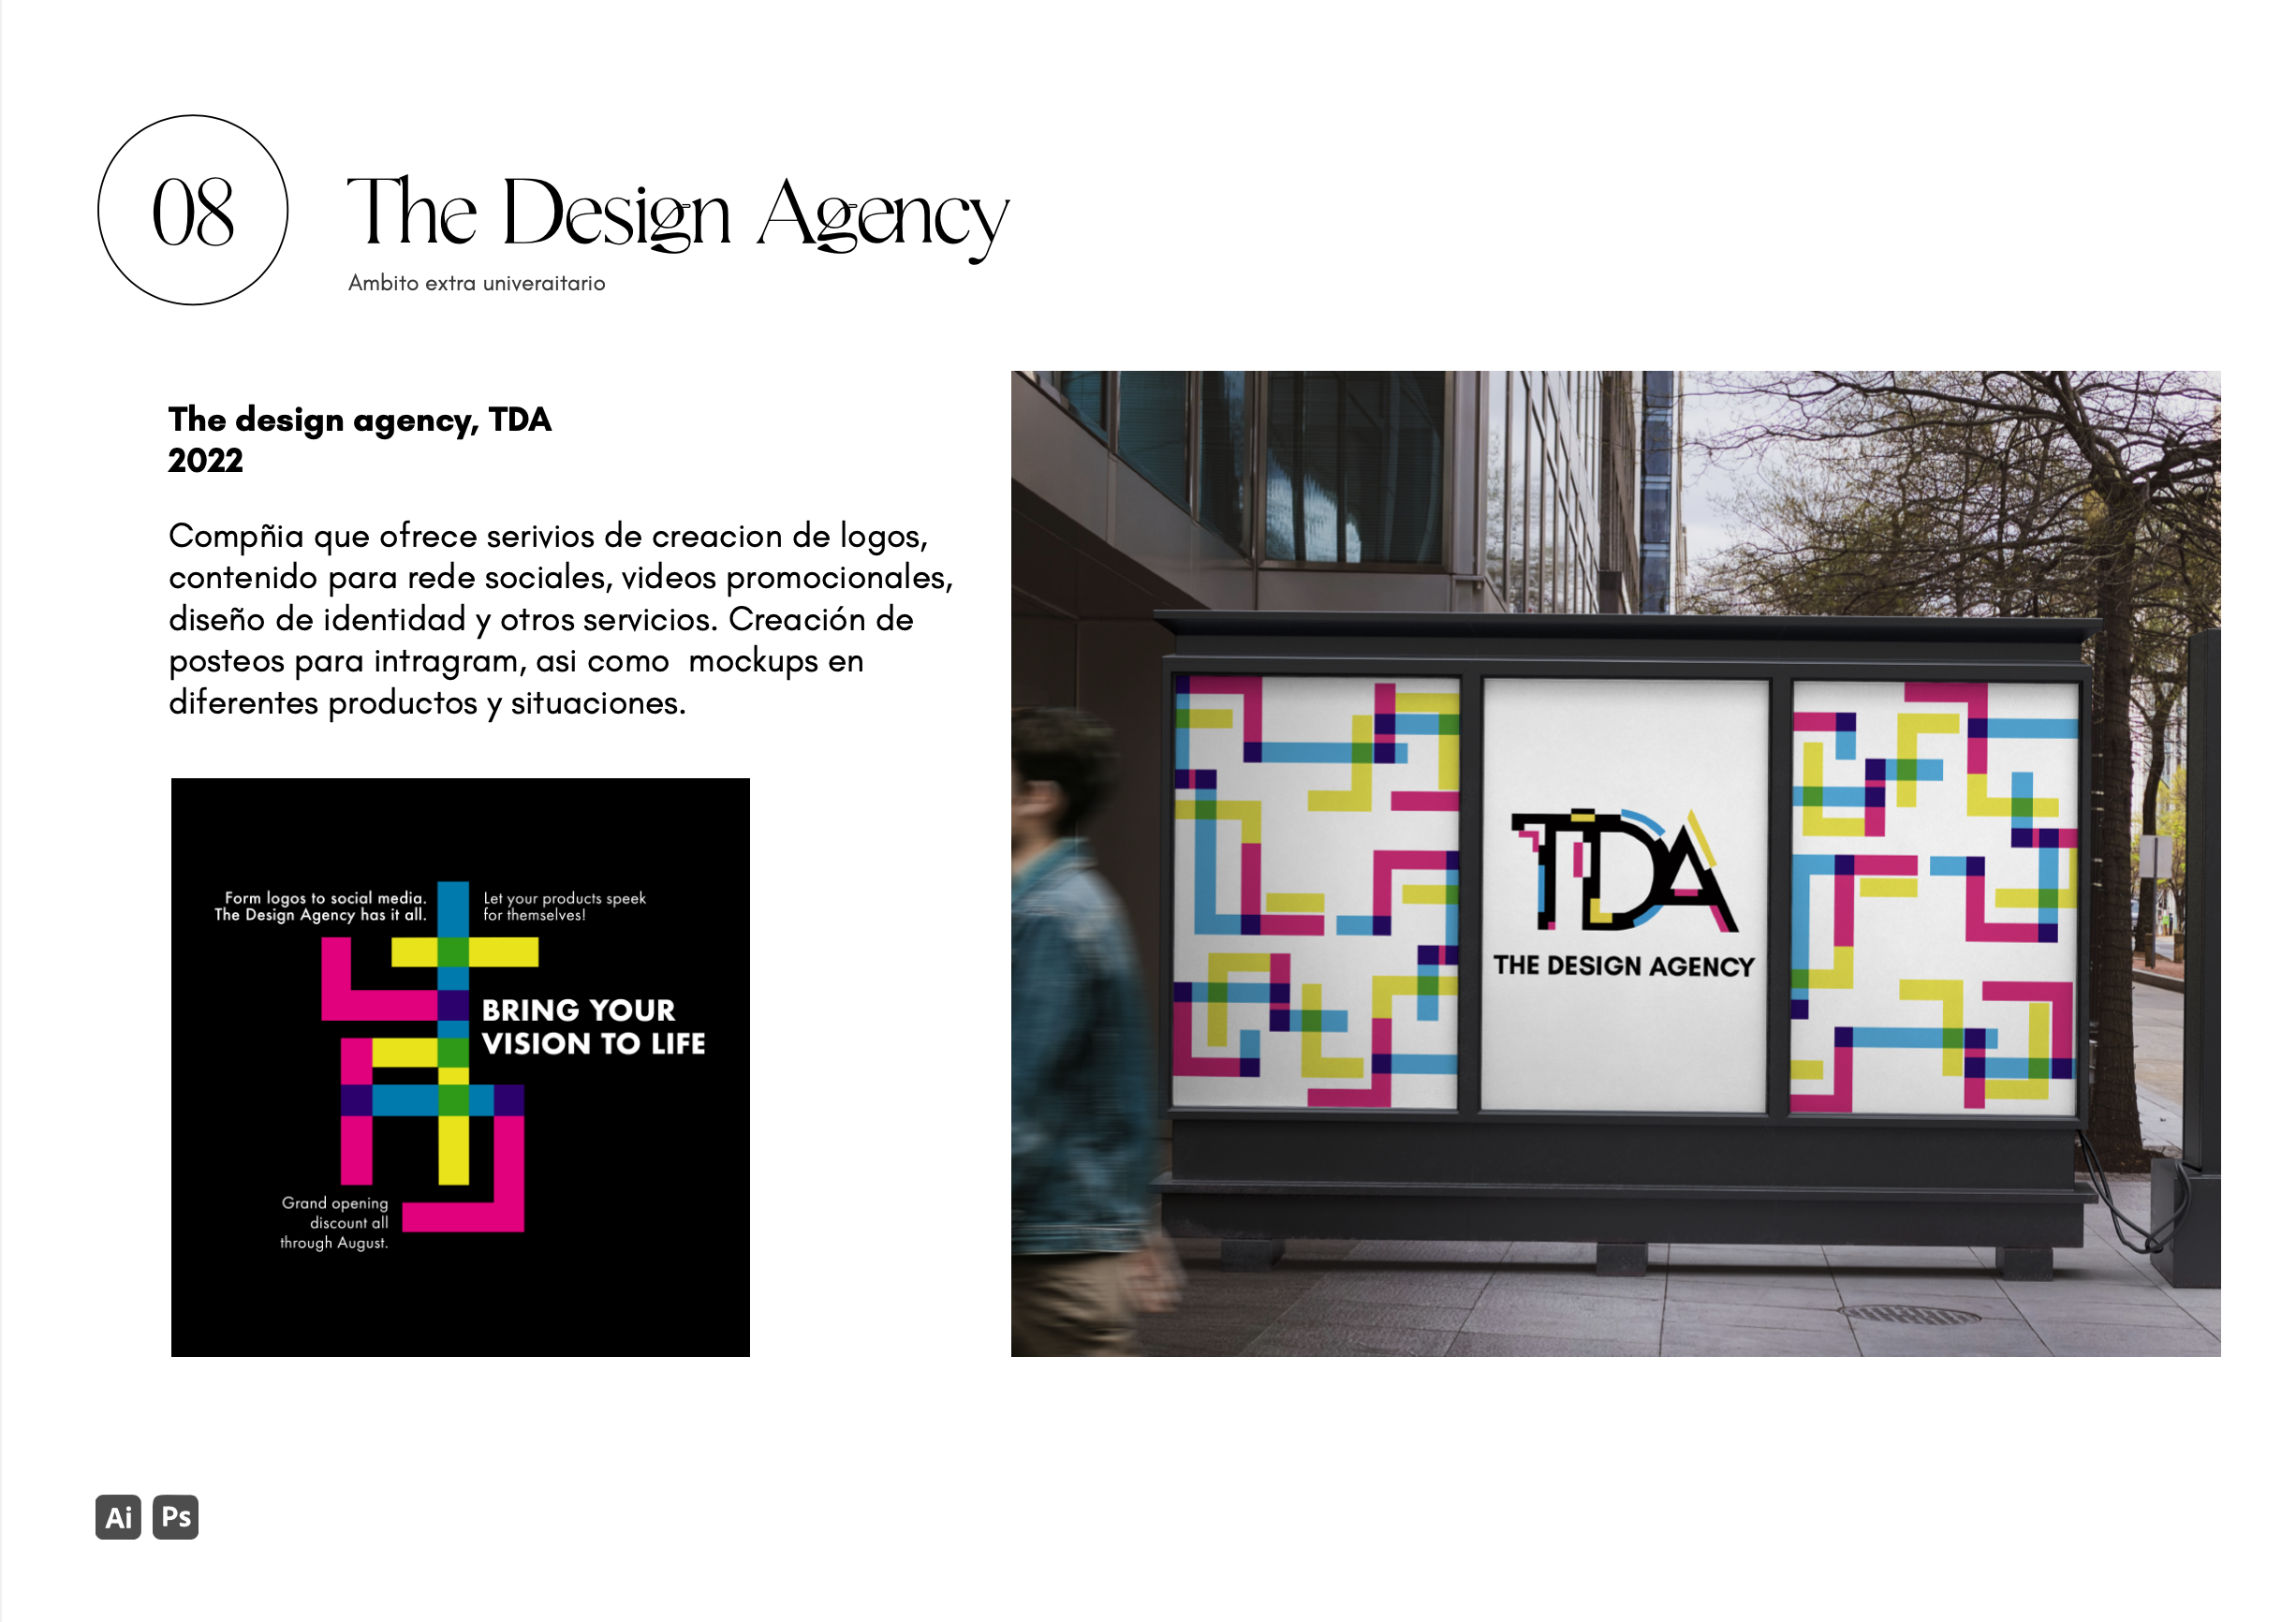 08
The Design Agency
Ambito extra univeraitario
The design agency, TDA
2022
Compñia que ofrece serivios de creacion de logos,
contenido para rede sociales, videos promocionales,
diseño de identidad y otros servicios. Creación de
posteos para intragram, asi como  mockups en
diferentes productos y situaciones.
Form logos to social media.
The Design Agency has it all.
Let your products speek
for themselves!
BRING YOUR
VISION TO LIFE
Grand opening
discount all
through August.
TDA
THE DESIGN AGENCY
Ai Ps